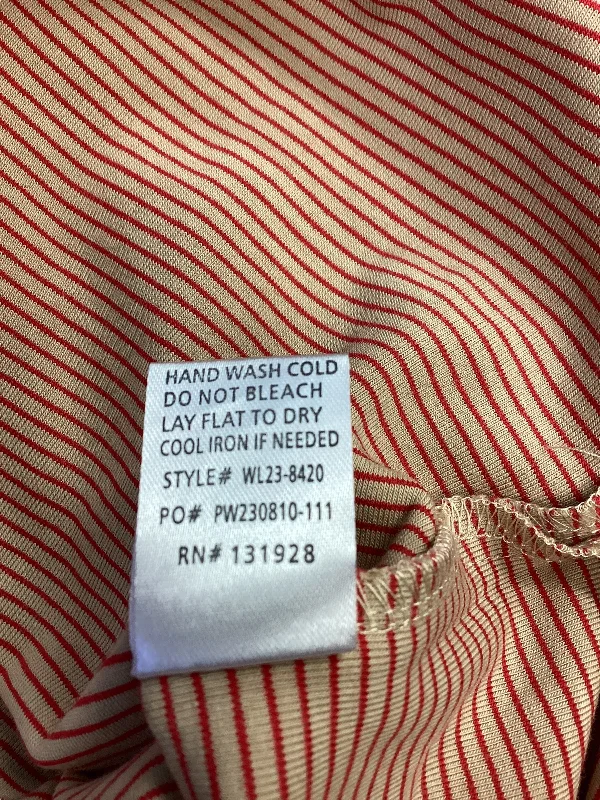 HAND WASH COLD
DO NOT BLEACH
LAY FLAT TO DRY
COOL IRON IF NEEDED
STYLE# WL23-8420
PO# PW230810-111
RN# 131928